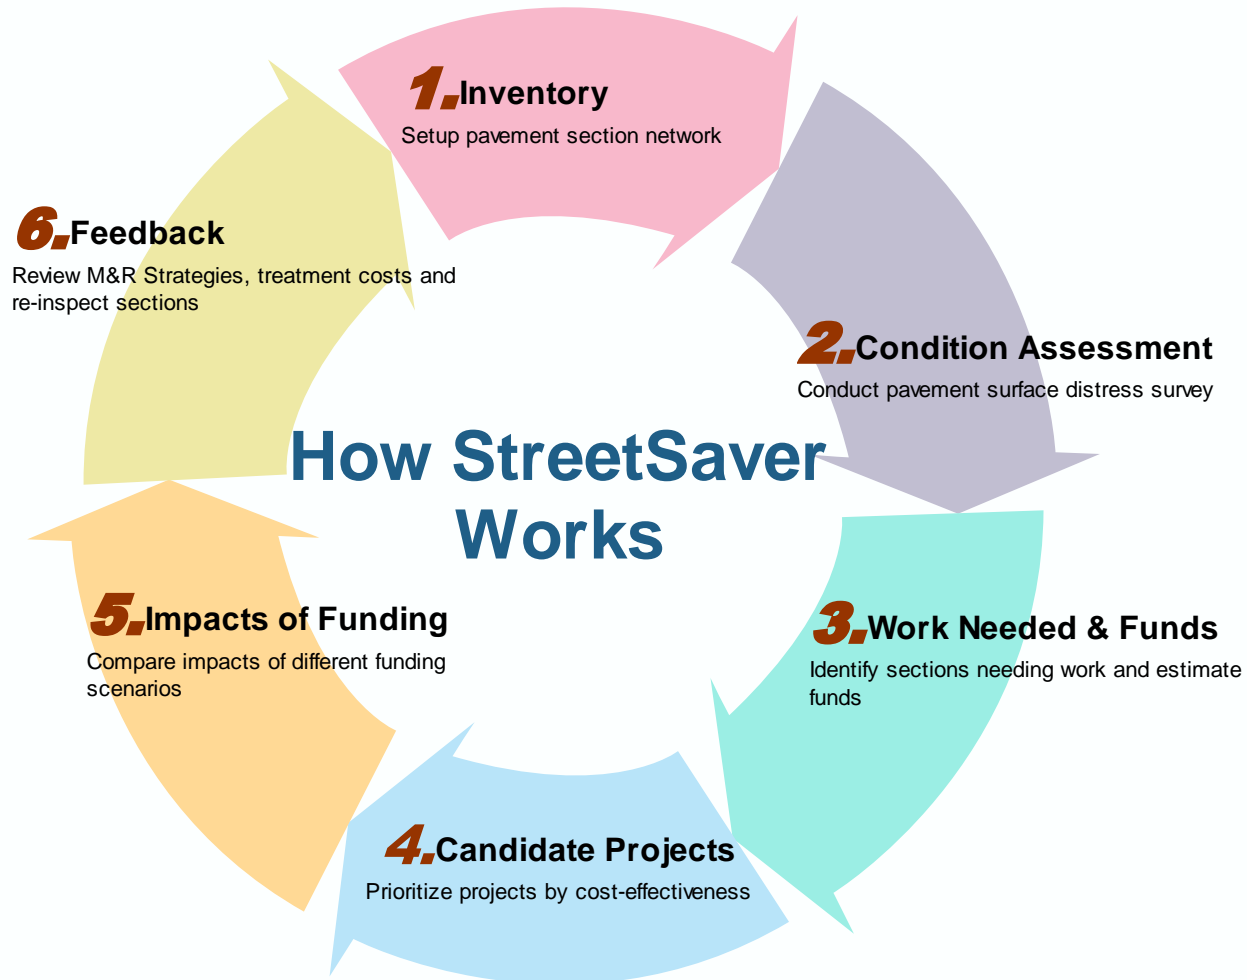 1.Inventory
Setup pavement section network
2.Condition Assessment
Conduct pavement surface distress survey
3.Work Needed & Funds
Identify sections needing work and estimate
funds
4.Candidate Projects
Prioritize projects by cost-effectiveness
5.Impacts of Funding
Compare impacts of different funding
scenarios
6.Feedback
Review M&R Strategies, treatment costs and
re-inspect sections
How StreetSaver
Works